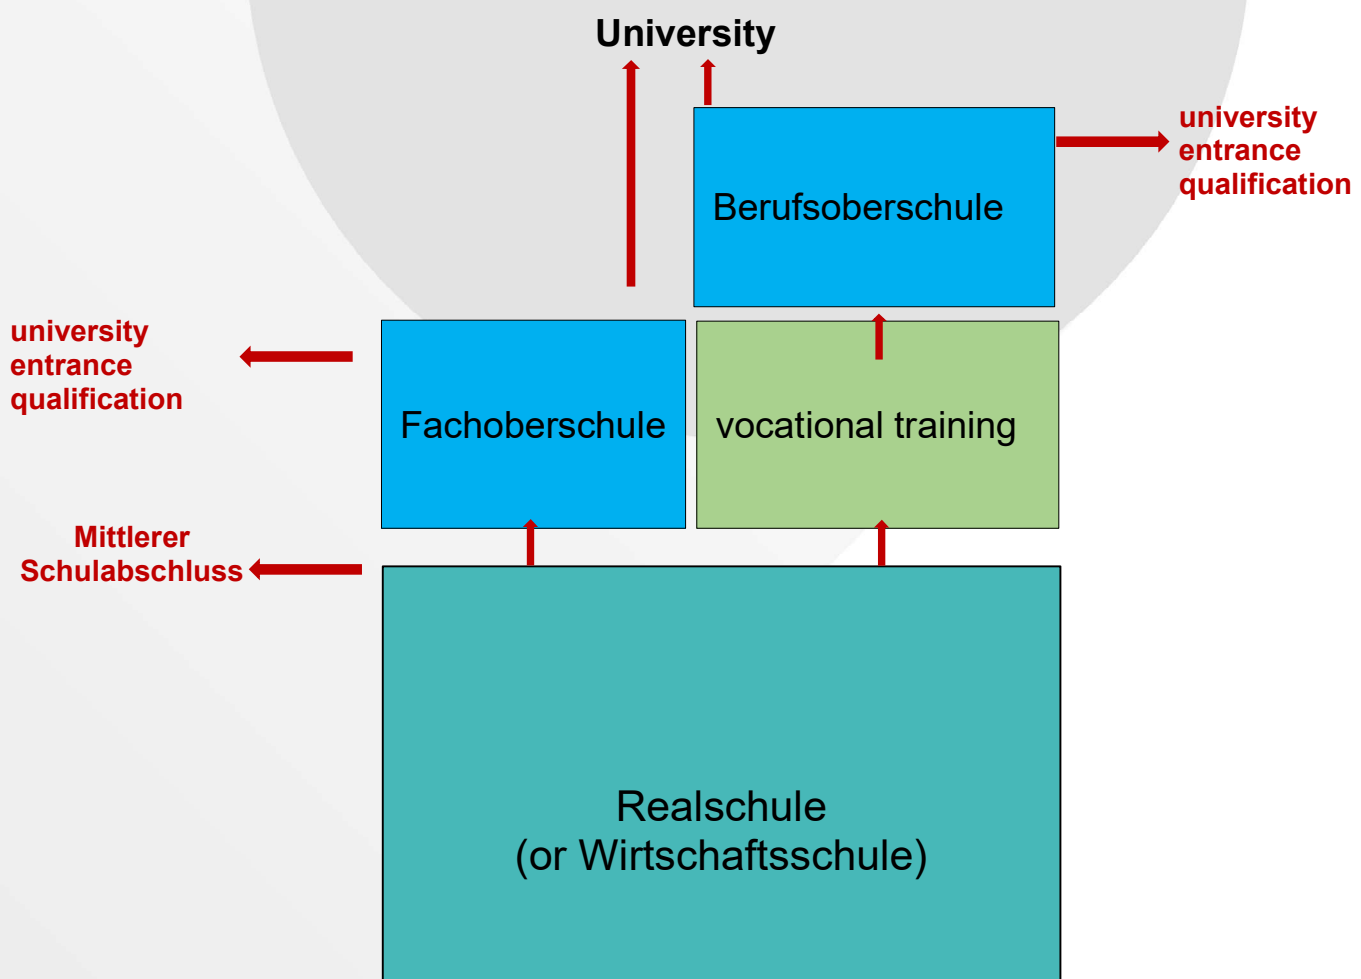 University
university
entrance
qualification
Berufsoberschule
university
entrance
qualification
Fachoberschule
vocational training
Mittlerer
Schulabschluss
Realschule
(or Wirtschaftsschule)